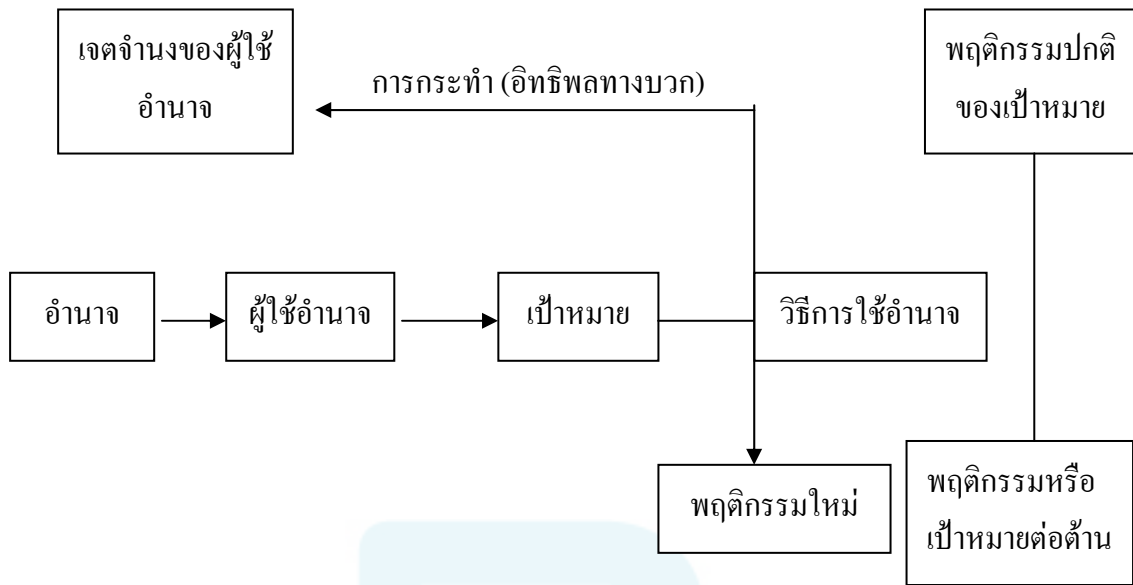 เจตจำนงของผู้ใช้
อำนาจ
การกระทำ (อิทธิพลทางบวก)
พฤติกรรมปกติ
ของเป้าหมาย
อำนาจ
ผู้ใช้อำนาจ
เป้าหมาย
วิธีการใช้อำนาจ
พฤติกรรมใหม่
พฤติกรรมหรือ
เป้าหมายต่อต้าน